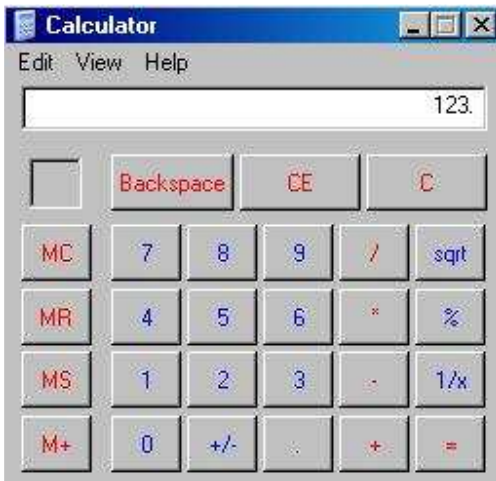 Calculator
Edit View Help
123.
Backspace CE C
MC 7 8 9 / sqrt
MR 4 5 6 * %
MS 1 2 3 - 1/x
M+ 0 +/- . + =